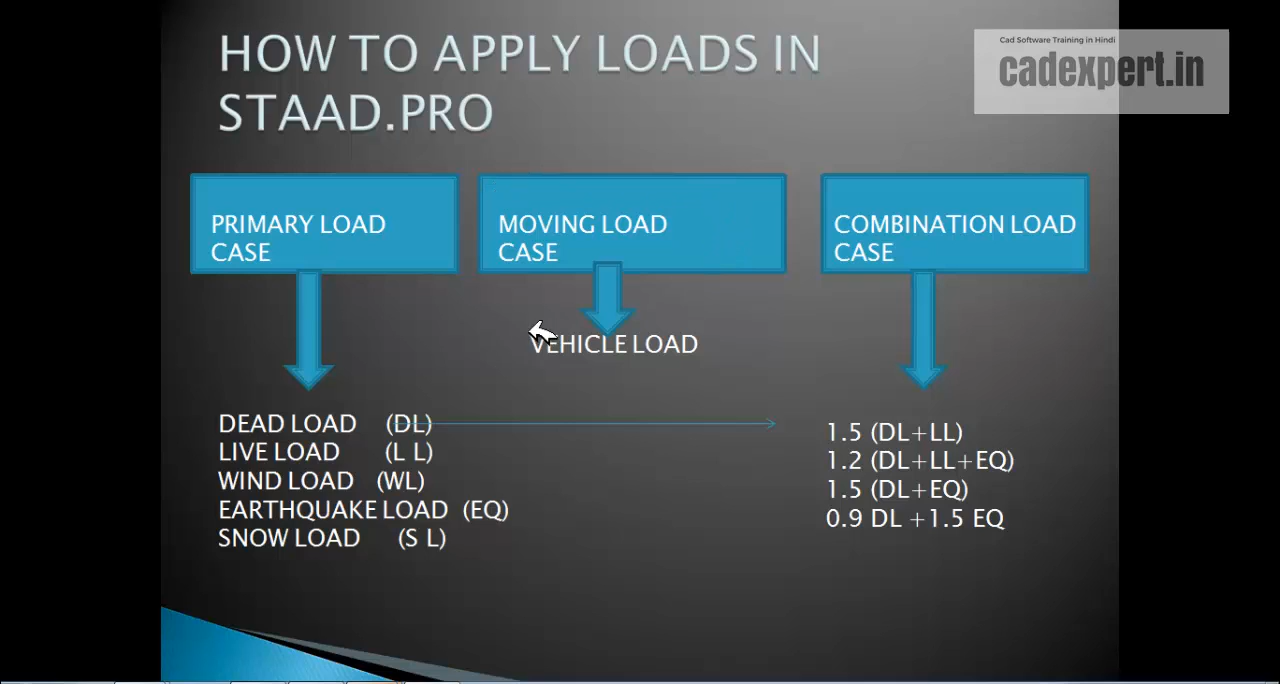 HOW TO APPLY LOADS IN
STAAD.PRO
Cad Software Training in Hindi
cadexpert.in
PRIMARY LOAD
CASE
MOVING LOAD
CASE
COMBINATION LOAD
CASE
VEHICLE LOAD
DEAD LOAD (DL)
LIVE LOAD (L L)
WIND LOAD (WL)
EARTHQUAKE LOAD (EQ)
SNOW LOAD (S L)
1.5 (DL+LL)
1.2 (DL+LL+EQ)
1.5 (DL+EQ)
0.9 DL +1.5 EQ